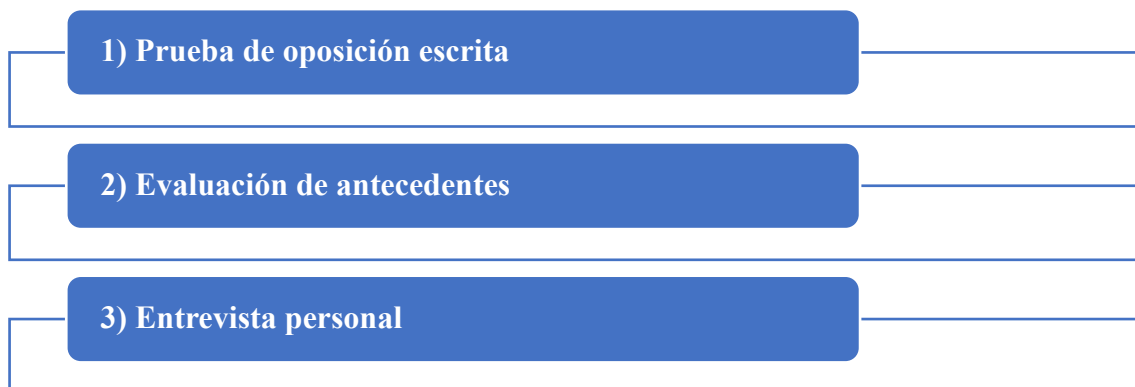 1) Prueba de oposición escrita
2) Evaluación de antecedentes
3) Entrevista personal